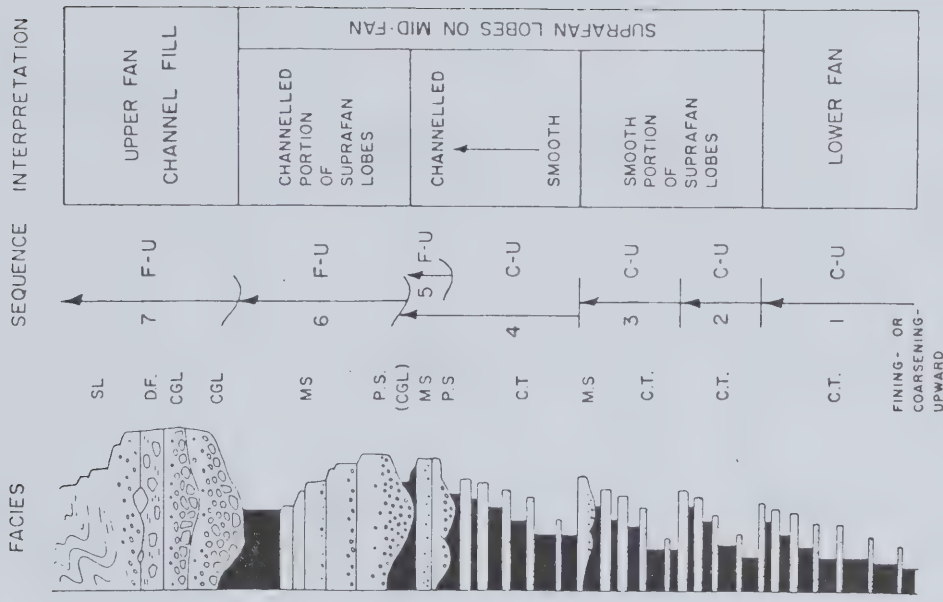 FACIES
SEQUENCE
INTERPRETATION
SL
D.F.
CGL
CGL
MS
P.S.
(CGL)
MS
P.S.
C.T
M.S
C.T.
C.T.
C.T.
FINING- OR
COARSENING-
UPWARD
7
F-U
6
F-U
5
F-U
4
C-U
3
C-U
2
C-U
1
C-U
UPPER FAN
CHANNEL FILL
CHANNELLED
PORTION
OF
SUPRAFAN
LOBES
CHANNELLED
SMOOTH
SMOOTH
PORTION
OF
SUPRAFAN
LOBES
SUPRAFAN LOBES ON MID-FAN
LOWER FAN